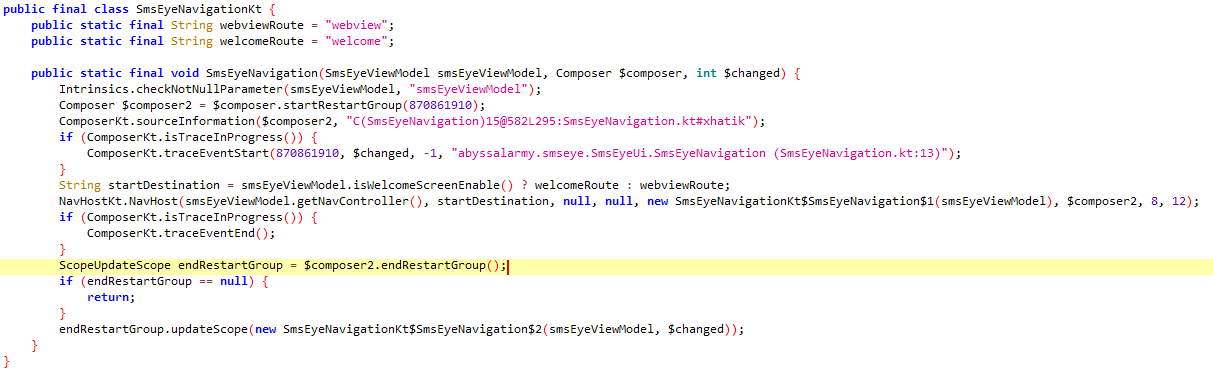 public final class SmsEyeNavigationKt {
    public static final String webviewRoute = "webview";
    public static final String welcomeRoute = "welcome";

    public static final void SmsEyeNavigation(SmsEyeViewModel smsEyeViewModel, Composer $composer, int $changed) {
        Intrinsics.checkNotNullParameter(smsEyeViewModel, "smsEyeViewModel");
        Composer $composer2 = $composer.startRestartGroup(870861910);
        ComposerKt.sourceInformation($composer2, "C(SmsEyeNavigation)15@582L295:SmsEyeNavigation.kt#xhatik");
        if (ComposerKt.isTraceInProgress()) {
            ComposerKt.traceEventStart(870861910, $changed, -1, "abyssalarmy.smseye.SmsEyeUi.SmsEyeNavigation (SmsEyeNavigation.kt:13)");
        }
        String startDestination = smsEyeViewModel.isWelcomeScreenEnable() ? welcomeRoute : webviewRoute;
        NavHostKt.NavHost(smsEyeViewModel.getNavController(), startDestination, null, null, new SmsEyeNavigationKt$SmsEyeNavigation$1(smsEyeViewModel), $composer2, 8, 12);
        if (ComposerKt.isTraceInProgress()) {
            ComposerKt.traceEventEnd();
        }
        ScopeUpdateScope endRestartGroup = $composer2.endRestartGroup();
        if (endRestartGroup == null) {
            return;
        }
        endRestartGroup.updateScope(new SmsEyeNavigationKt$SmsEyeNavigation$2(smsEyeViewModel, $changed));
    }
}